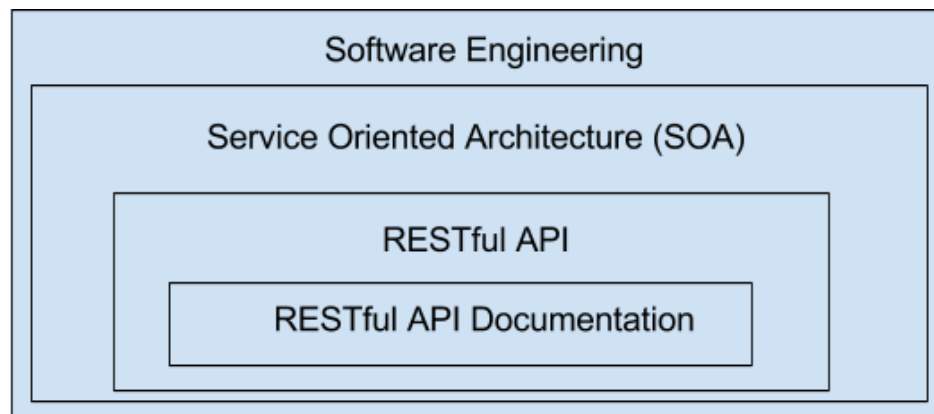 Software Engineering
Service Oriented Architecture (SOA)
RESTful API
RESTful API Documentation